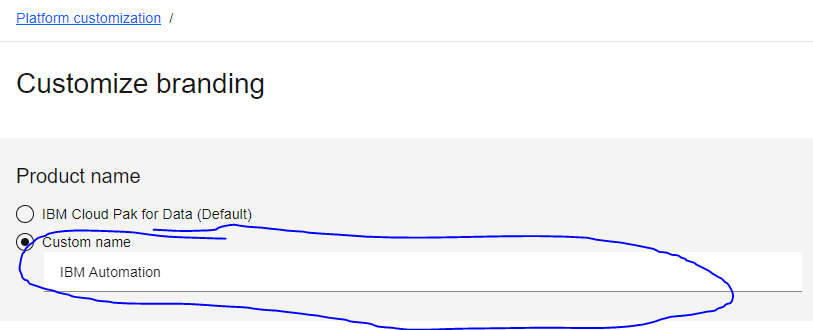 Platform customization /
Customize branding
Product name
IBM Cloud Pak for Data (Default)
Custom name
IBM Automation